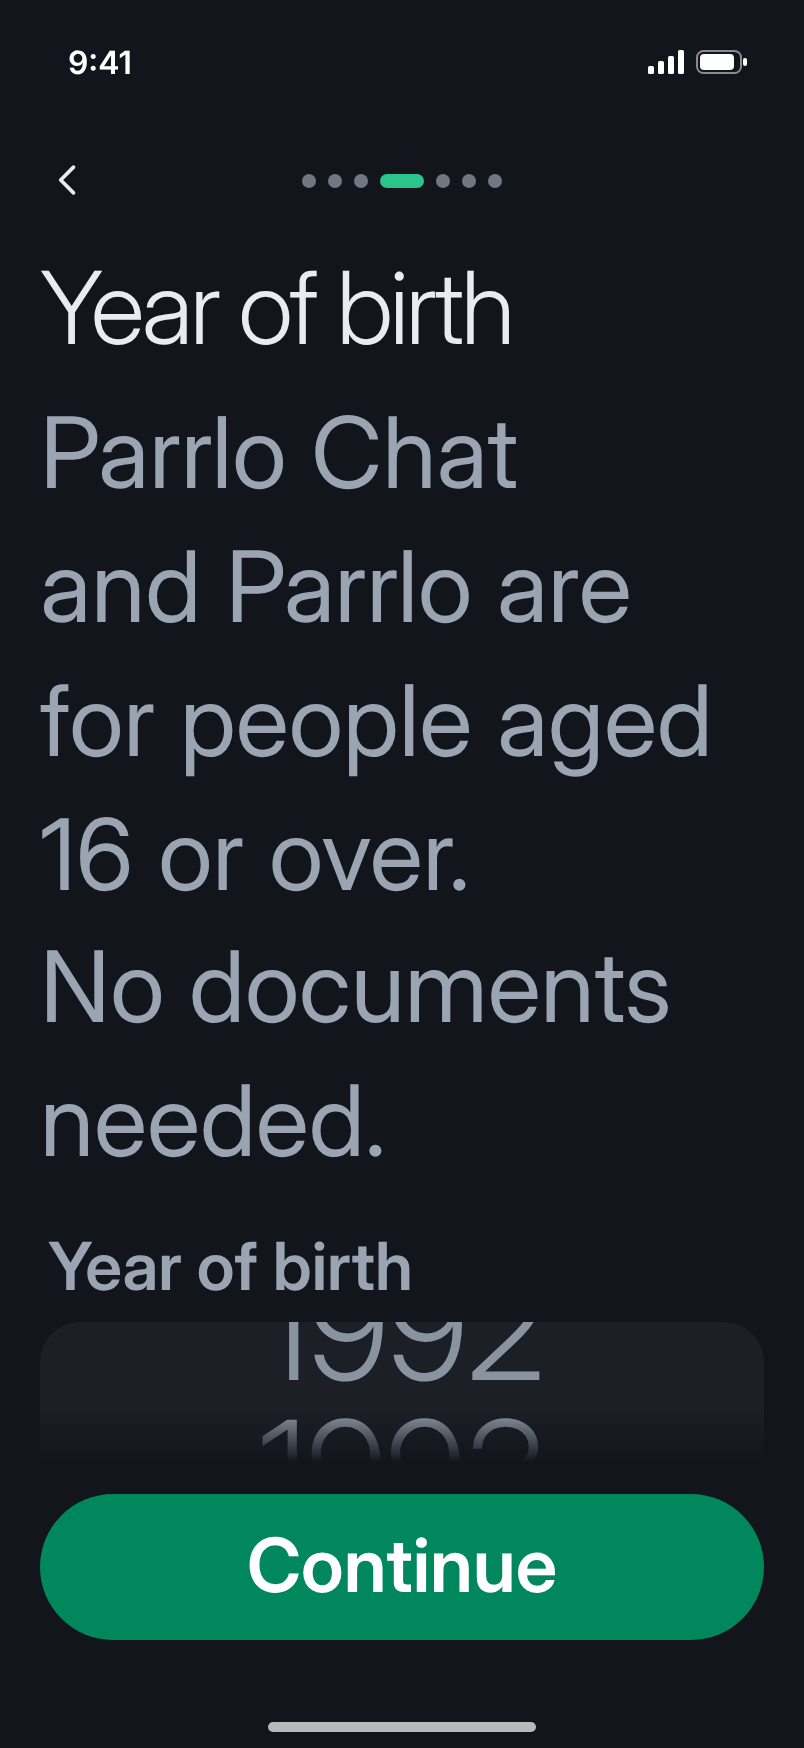 9:41
Year of birth
Parrlo Chat
and Parrlo are
for people aged
16 or over.
No documents
needed.
Year of birth
1992
Continue